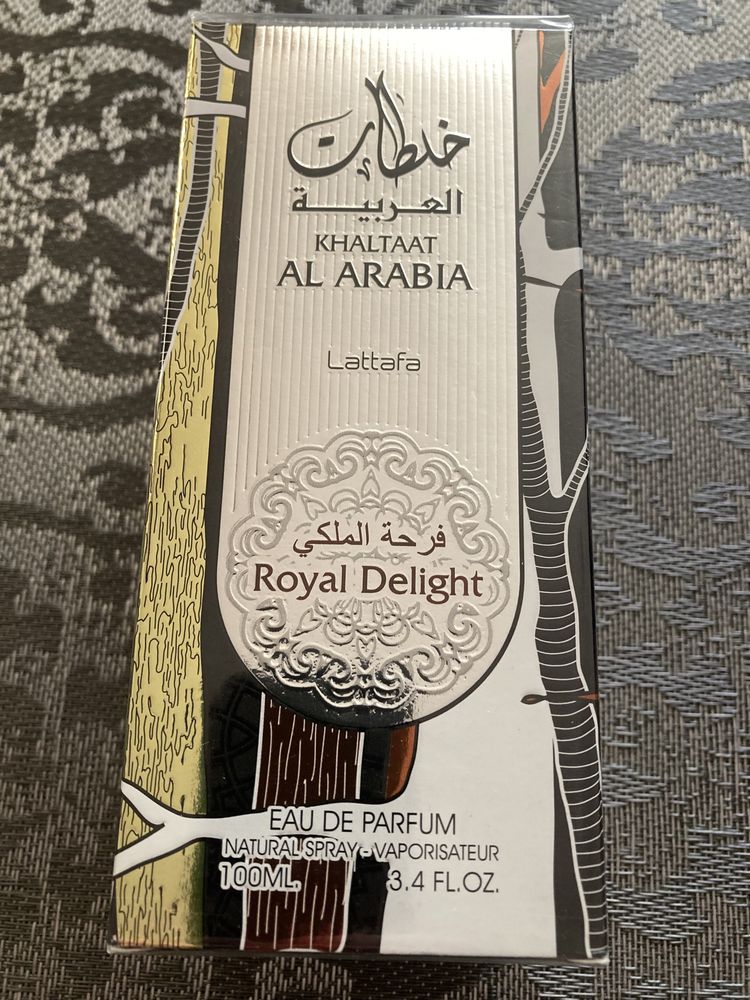 خلطات
العربية
KHALTAAT
AL ARABIA
Lattafa
فرحة الملكي
Royal Delight
EAU DE PARFUM
NATURAL SPRAY - VAPORISATEUR
100ML. 3.4 FL.OZ.